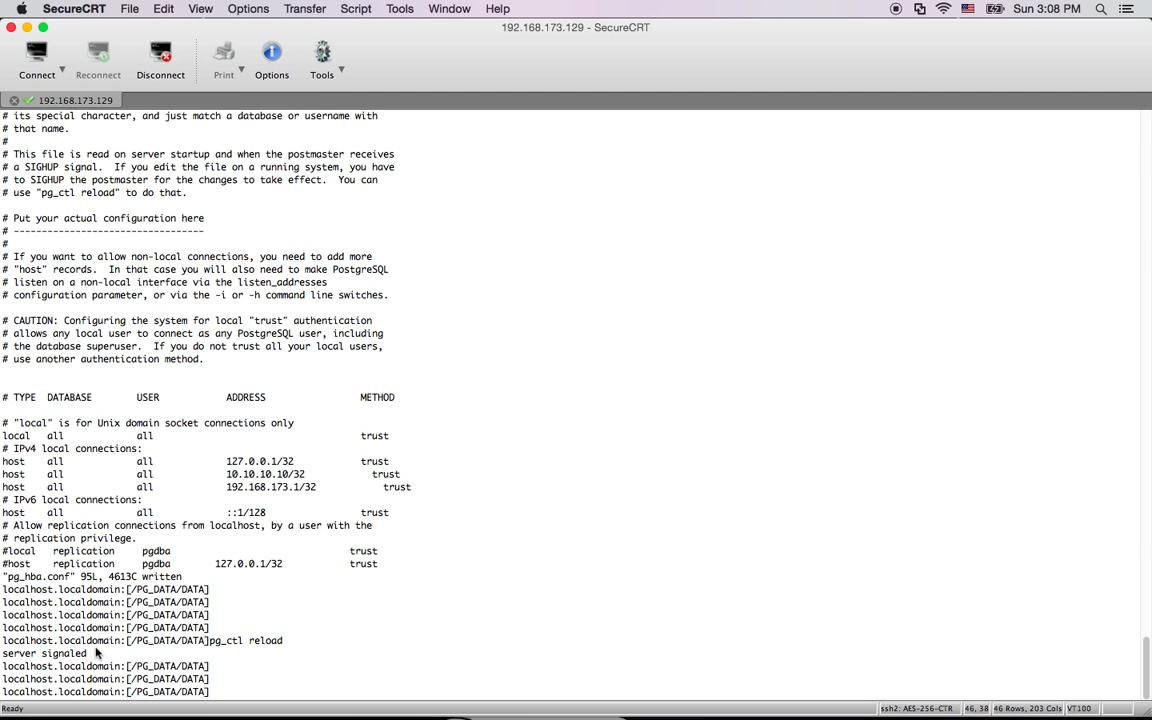 SecureCRT File Edit View Options Transfer Script Tools Window Help Sun 3:08 PM
192.168.173.129 - SecureCRT
Connect Reconnect Disconnect Print Options Tools
192.168.173.129
# its special character, and just match a database or username with
# that name.
#
# This file is read on server startup and when the postmaster receives
# a SIGHUP signal.  If you edit the file on a running system, you have
# to SIGHUP the postmaster for the changes to take effect.  You can
# use "pg_ctl reload" to do that.
# Put your actual configuration here
# ----------------------------------
#
# If you want to allow non-local connections, you need to add more
# "host" records.  In that case you will also need to make PostgreSQL
# listen on a non-local interface via the listen_addresses
# configuration parameter, or via the -i or -h command line switches.
# CAUTION: Configuring the system for local "trust" authentication
# allows any local user to connect as any PostgreSQL user, including
# the database superuser.  If you do not trust all your local users,
# use another authentication method.
# TYPE  DATABASE        USER            ADDRESS                 METHOD
# "local" is for Unix domain socket connections only
local   all             all                                     trust
# IPv4 local connections:
host    all             all             127.0.0.1/32            trust
host    all             all             10.10.10.10/32            trust
host    all             all             192.168.173.1/32            trust
# IPv6 local connections:
host    all             all             ::1/128                 trust
# Allow replication connections from localhost, by a user with the
# replication privilege.
#local   replication     pgdba                                trust
#host    replication     pgdba        127.0.0.1/32            trust
"pg_hba.conf" 95L, 4613C written
localhost.localdomain:[/PG_DATA/DATA]
localhost.localdomain:[/PG_DATA/DATA]
localhost.localdomain:[/PG_DATA/DATA]
localhost.localdomain:[/PG_DATA/DATA]
localhost.localdomain:[/PG_DATA/DATA]pg_ctl reload
server signaled
localhost.localdomain:[/PG_DATA/DATA]
localhost.localdomain:[/PG_DATA/DATA]
localhost.localdomain:[/PG_DATA/DATA]
Ready ssh2: AES-256-CTR 46, 38 46 Rows, 203 Cols VT100